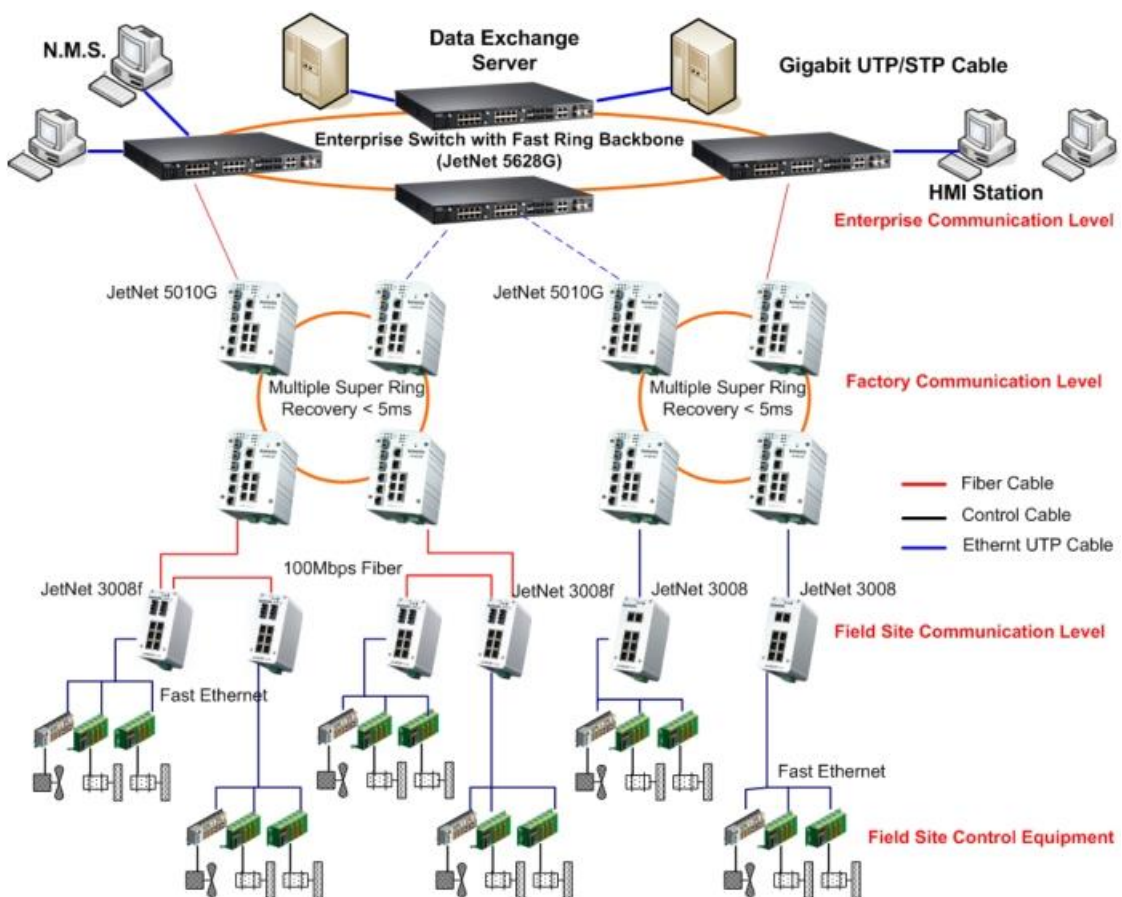 N.M.S.
Data Exchange
Server
Gigabit UTP/STP Cable
Enterprise Switch with Fast Ring Backbone
(JetNet 5628G)
HMI Station
Enterprise Communication Level
JetNet 5010G
JetNet 5010G
Multiple Super Ring
Recovery < 5ms
Multiple Super Ring
Recovery < 5ms
Factory Communication Level
Fiber Cable
Control Cable
Ethernt UTP Cable
100Mbps Fiber
JetNet 3008f
JetNet 3008f
JetNet 3008
JetNet 3008
Field Site Communication Level
Fast Ethernet
Fast Ethernet
Field Site Control Equipment